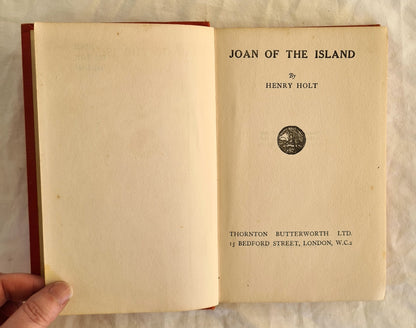 JOAN OF THE ISLAND
By
HENRY HOLT
THORNTON BUTTERWORTH LTD.
15 BEDFORD STREET, LONDON, W.C.2